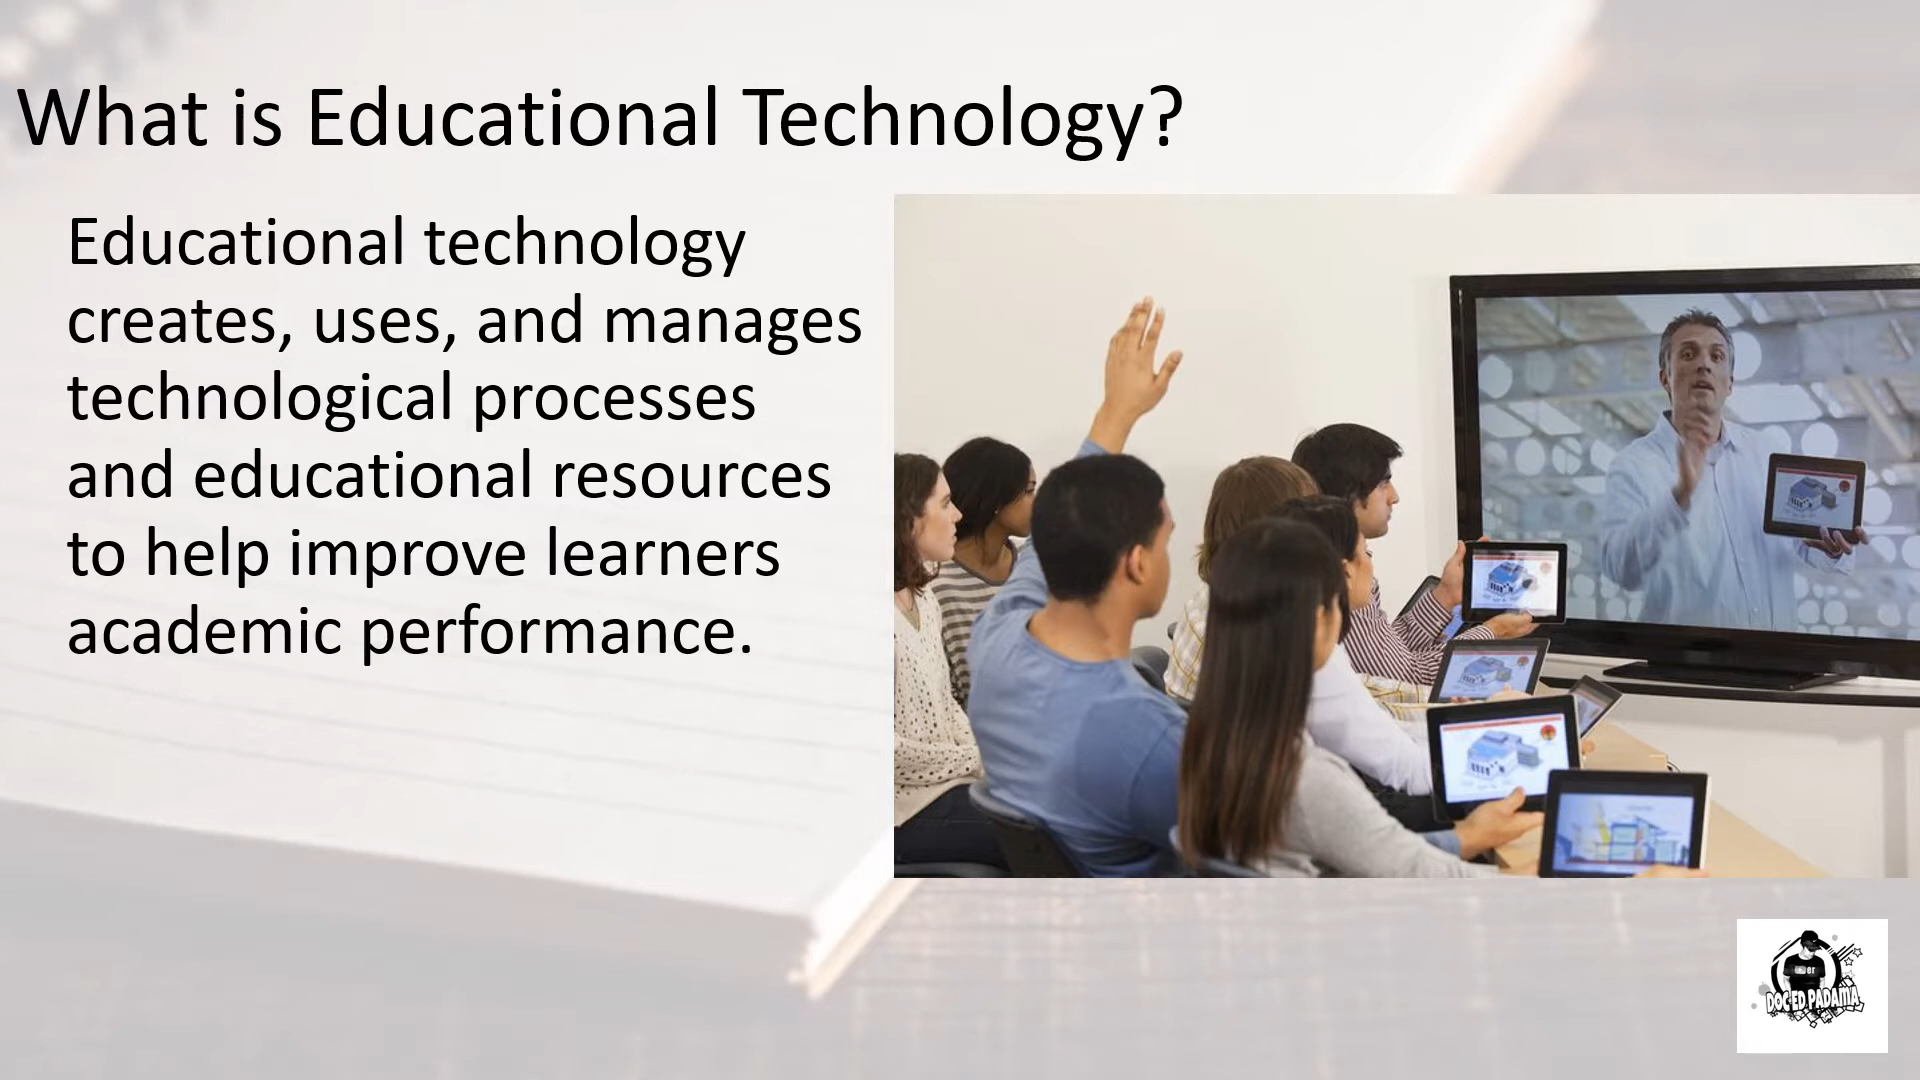 What is Educational Technology?
Educational technology
creates, uses, and manages
technological processes
and educational resources
to help improve learners
academic performance.
DOC ED PADAMA